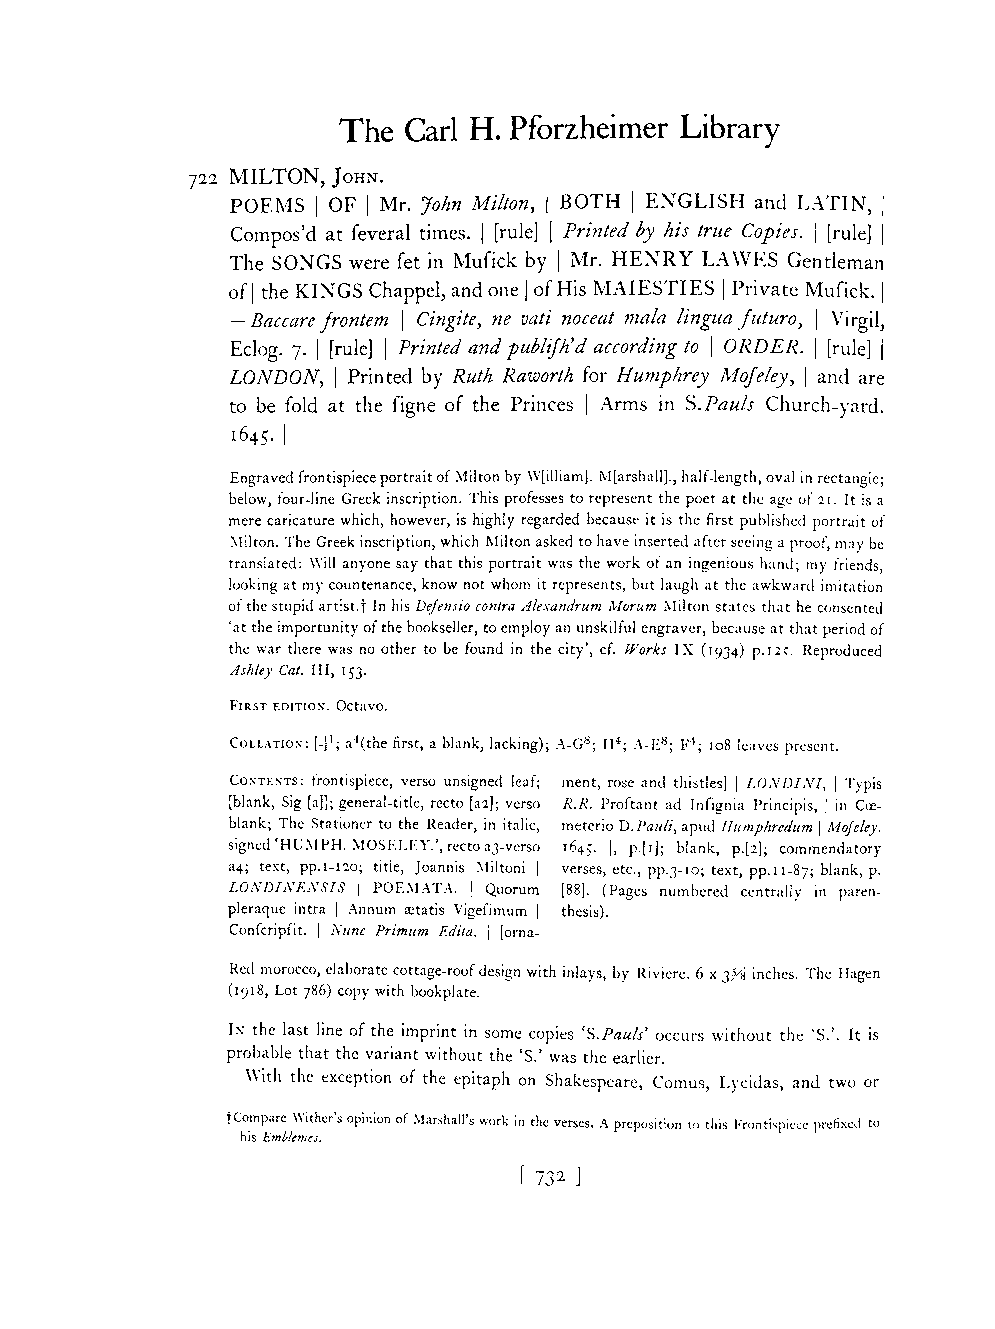 The Carl H. Pforzheimer Library
722 MILTON, JOHN.
POEMS | OF | Mr. John Milton, | BOTH | ENGLISH and LATIN, |
Compos'd at ſeveral times. | [rule] | Printed by his true Copies. | [rule] |
The SONGS were ſet in Muſick by | Mr. HENRY LAWES Gentleman
of | the KINGS Chappel, and one | of His MAIESTIES | Private Muſick. |
— Baccare frontem | Cingite, ne vati noceat mala lingua futuro, | Virgil,
Eclog. 7. | [rule] | Printed and publiſh'd according to | ORDER. | [rule] |
LONDON, | Printed by Ruth Raworth for Humphrey Moſeley, | and are
to be ſold at the ſigne of the Princes | Arms in S.Pauls Church-yard.
1645. |
Engraved frontispiece portrait of Milton by W[illiam]. M[arshall]., half-length, oval in rectangle;
below, four-line Greek inscription. This professes to represent the poet at the age of 21. It is a
mere caricature which, however, is highly regarded because it is the first published portrait of
Milton. The Greek inscription, which Milton asked to have inserted after seeing a proof, may be
translated: Will anyone say that this portrait was the work of an ingenious hand; my friends,
looking at my countenance, know not whom it represents, but laugh at the awkward imitation
of the stupid artist.† In his Defensio contra Alexandrum Morum Milton states that he consented
'at the importunity of the bookseller, to employ an unskilful engraver, because at that period of
the war there was no other to be found in the city', cf. Works IX (1934) p.125. Reproduced
Ashley Cat. III, 153.
FIRST EDITION. Octavo.
COLLATION: [-]¹; a⁴(the first, a blank, lacking); A-G⁸; H⁴; A-E⁸; F⁴; 108 leaves present.
CONTENTS: frontispiece, verso unsigned leaf;
[blank, Sig [a]]; general-title, recto [a2]; verso
blank; The Stationer to the Reader, in italic,
signed 'HUMPH. MOSELEY.', recto a3-verso
a4; text, pp.1-120; title, Joannis Miltoni |
LONDINENSIS | POEMATA. | Quorum
pleraque intra | Annum ætatis Vigeſimum |
Conſcripſit. | Nunc Primum Edita. | [orna-
ment, rose and thistles] | LONDINI, | Typis
R.R. Proſtant ad Inſignia Principis, | in Cœ-
meterio D.Pauli, apud Humphredum | Moſeley.
1645. |, p.[1]; blank, p.[2]; commendatory
verses, etc., pp.3-10; text, pp.11-87; blank, p.
[88]. (Pages numbered centrally in paren-
thesis).
Red morocco, elaborate cottage-roof design with inlays, by Riviere. 6 x inches. The Hagen
(1918, Lot 786) copy with bookplate.
IN the last line of the imprint in some copies 'S.Pauls' occurs without the 'S.'. It is
probable that the variant without the 'S.' was the earlier.
With the exception of the epitaph on Shakespeare, Comus, Lycidas, and two or
†Compare Wither's opinion of Marshall's work in the verses, A preposition to this Frontispiece prefixed to
his Emblemes.
[ 732 ]